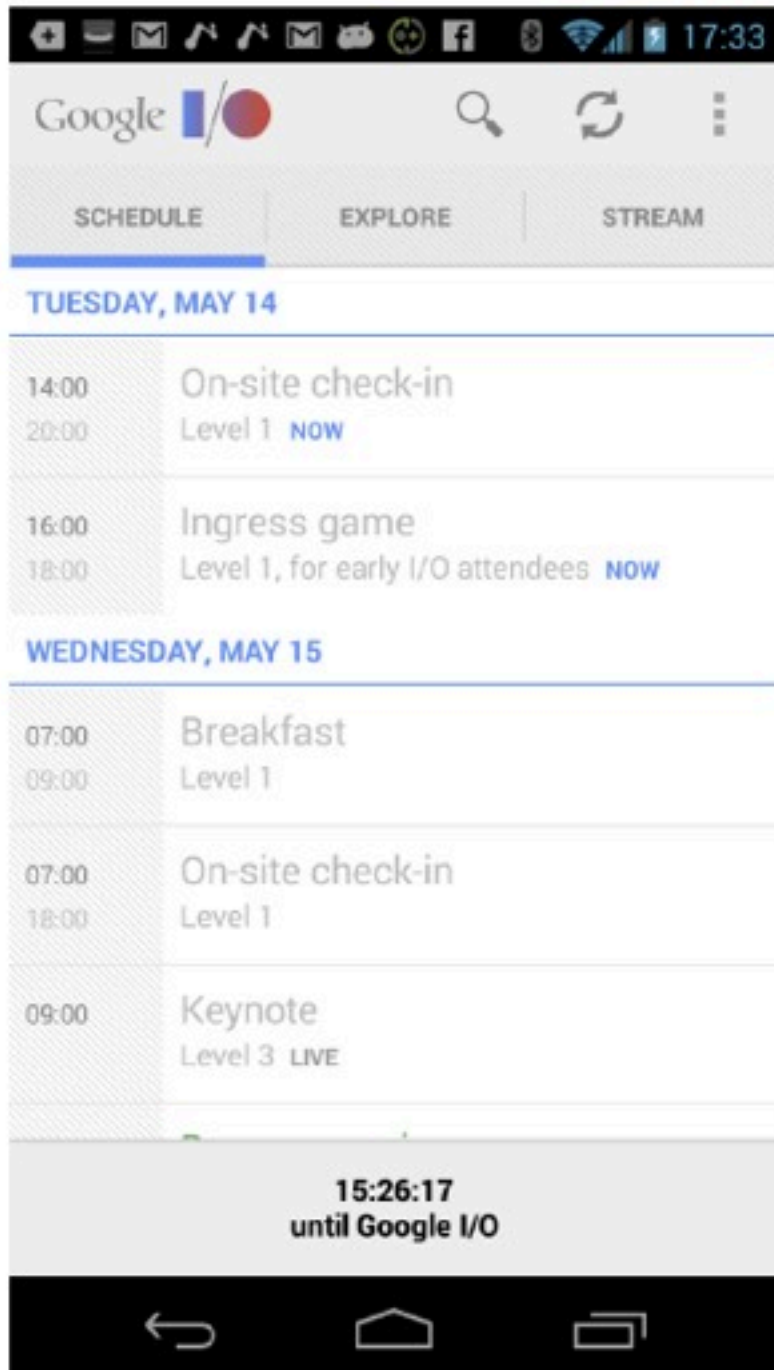 17:33
Google I/O
SCHEDULE EXPLORE STREAM
TUESDAY, MAY 14
14:00 On-site check-in
20:00 Level 1 NOW
16:00 Ingress game
18:00 Level 1, for early I/O attendees NOW
WEDNESDAY, MAY 15
07:00 Breakfast
09:00 Level 1
07:00 On-site check-in
18:00 Level 1
09:00 Keynote
Level 3 LIVE
15:26:17
until Google I/O